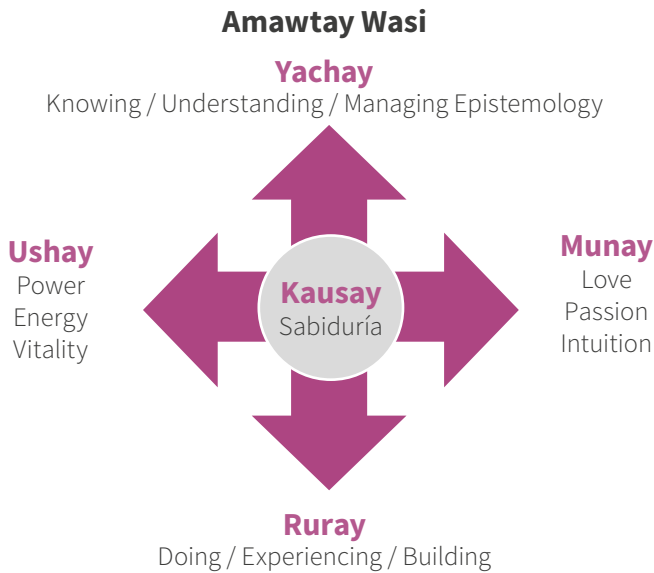 Amawtay Wasi
Yachay
Knowing / Understanding / Managing Epistemology
Ushay
Power
Energy
Vitality
Kausay
Sabiduría
Munay
Love
Passion
Intuition
Ruray
Doing / Experiencing / Building